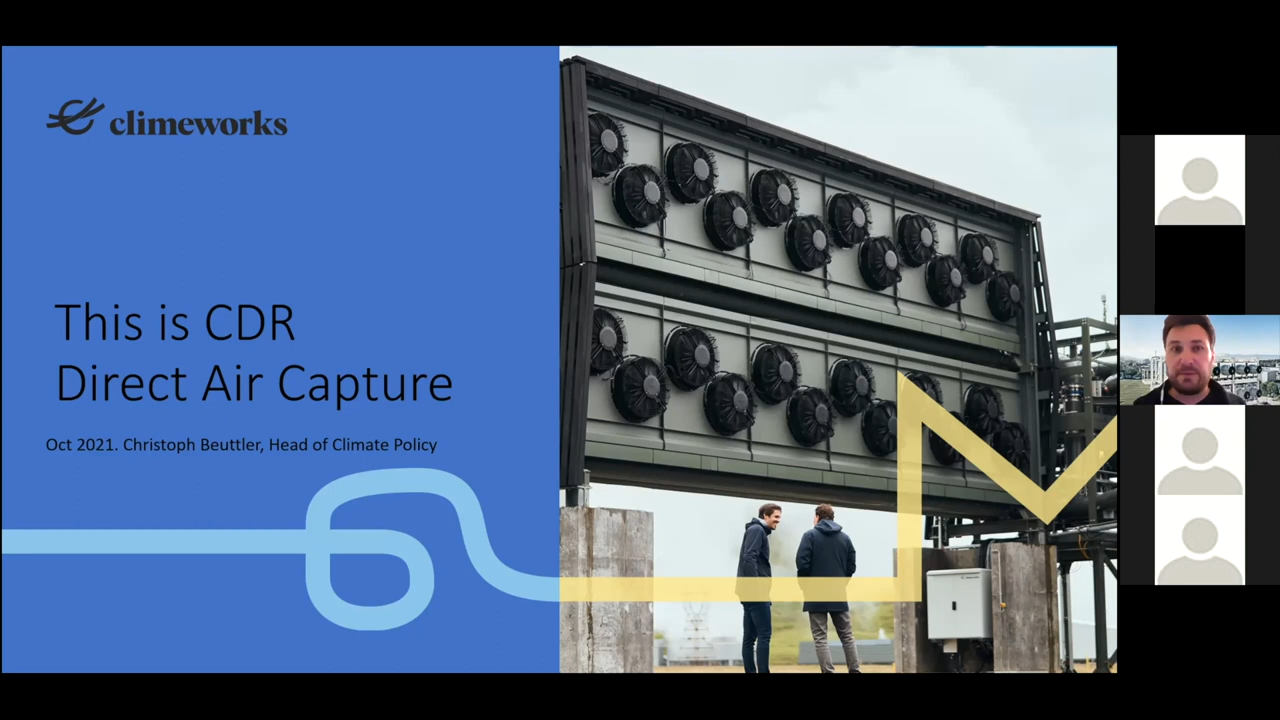 climeworks
This is CDR
Direct Air Capture
Oct 2021. Christoph Beuttler, Head of Climate Policy